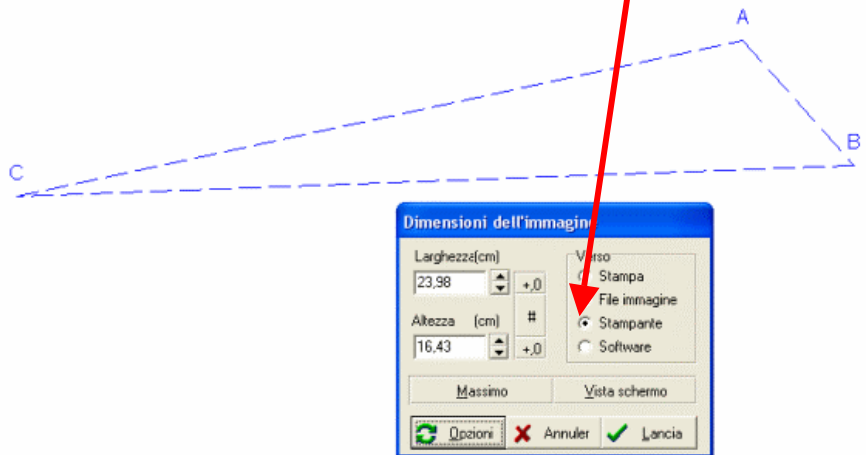 A
B
C
Dimensioni dell'immagine
Larghezza(cm)
23,98
+,0
Altezza (cm)
#
16,43
+,0
Verso
Stampa
File immagine
Stampante
Software
Massimo
Vista schermo
Opzioni
Annuler
Lancia